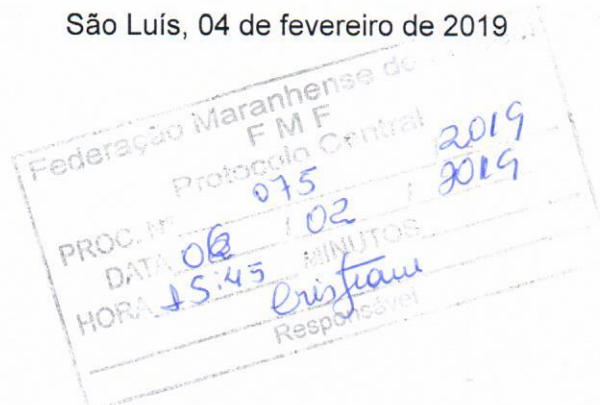 São Luís, 04 de fevereiro de 2019
Federação Maranhense de
F M F
Protocolo Central
PROC. Nº 075 2019
DATA 06 / 02 / 2019
HORA 15:45 MINUTOS
Cristiane
Responsável